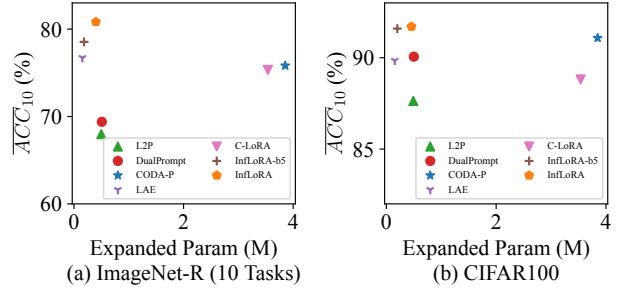 80
70
60
ACC10 (%)
L2P
DualPrompt
CODA-P
LAE
C-LoRA
InfLoRA-b5
InfLoRA
0 2 4
Expanded Param (M)
(a) ImageNet-R (10 Tasks)
90
85
ACC10 (%)
L2P
DualPrompt
CODA-P
LAE
C-LoRA
InfLoRA-b5
InfLoRA
0 2 4
Expanded Param (M)
(b) CIFAR100